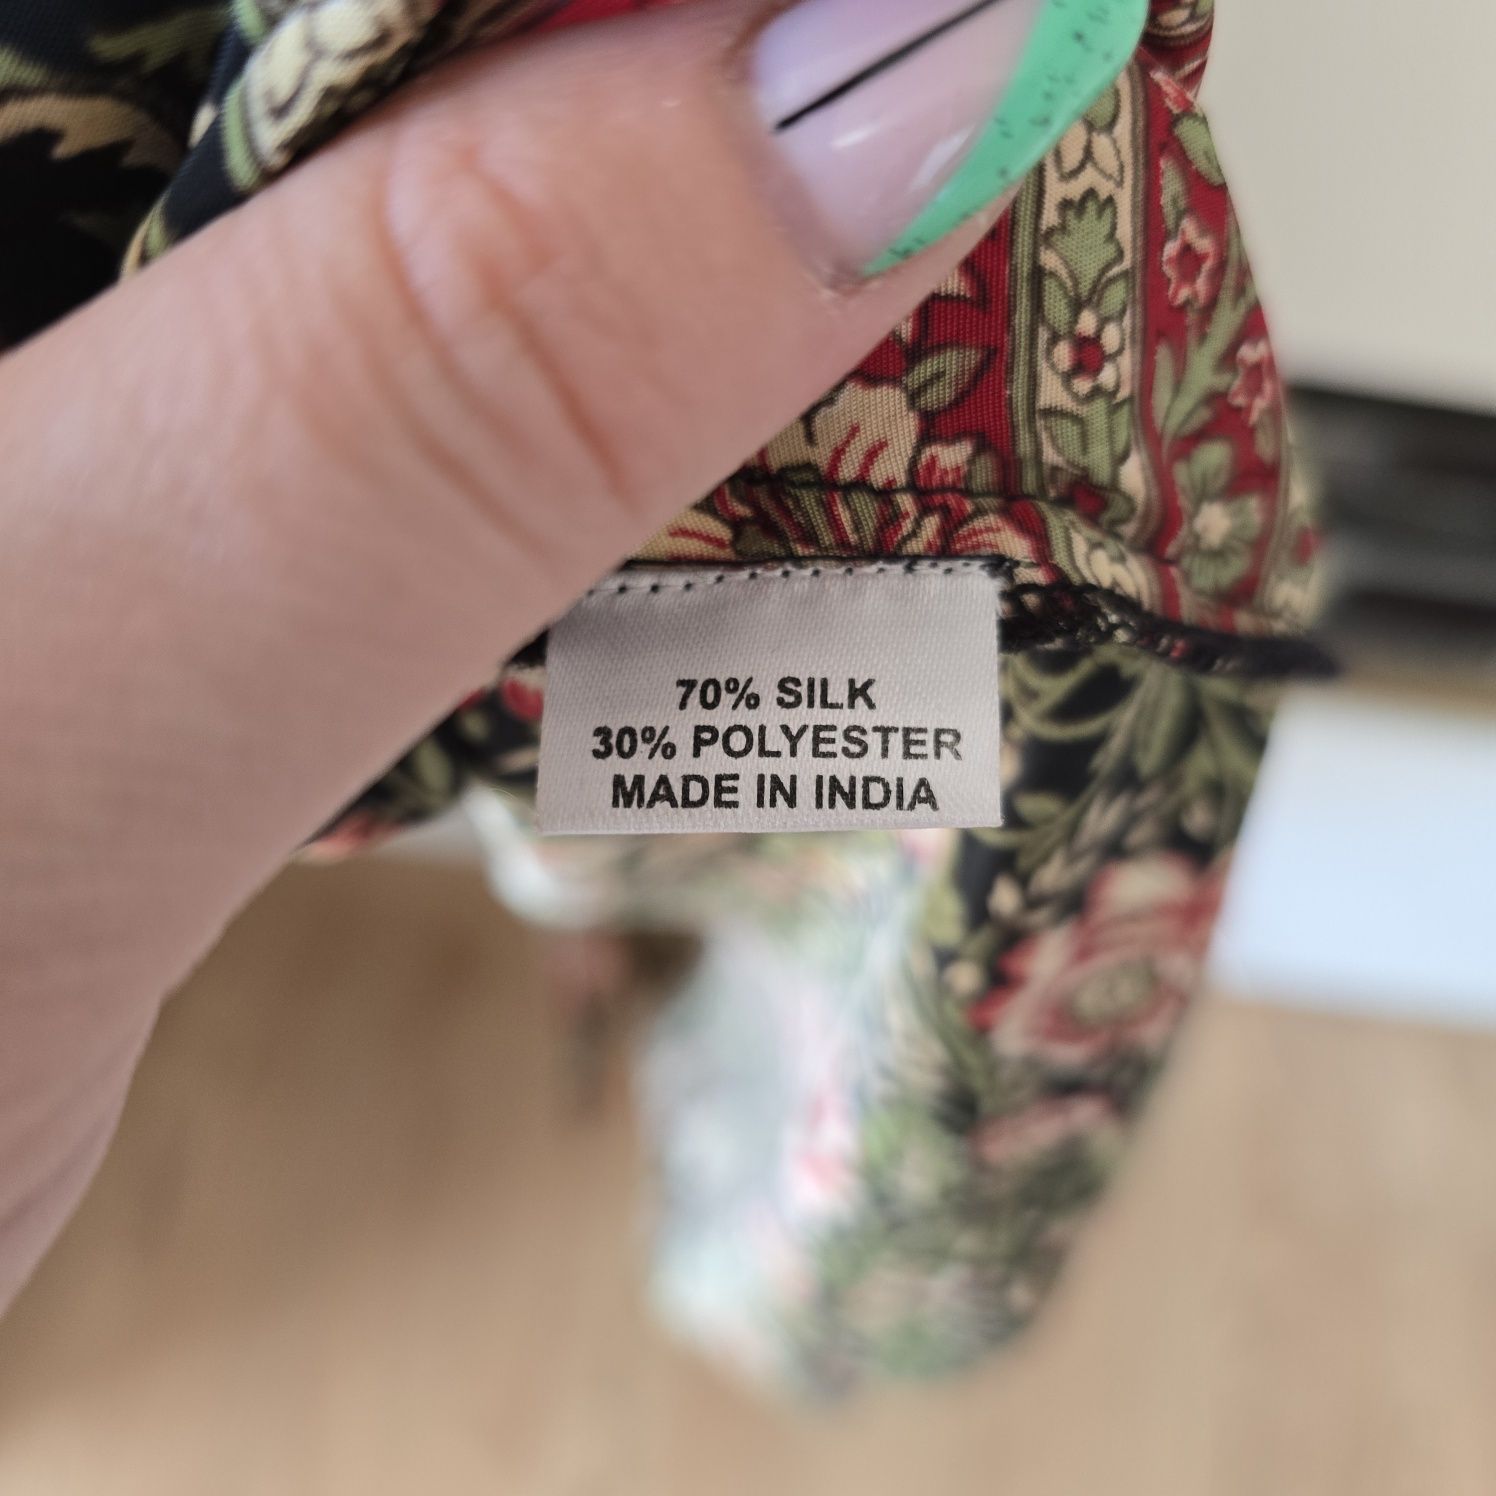 70% SILK
30% POLYESTER
MADE IN INDIA